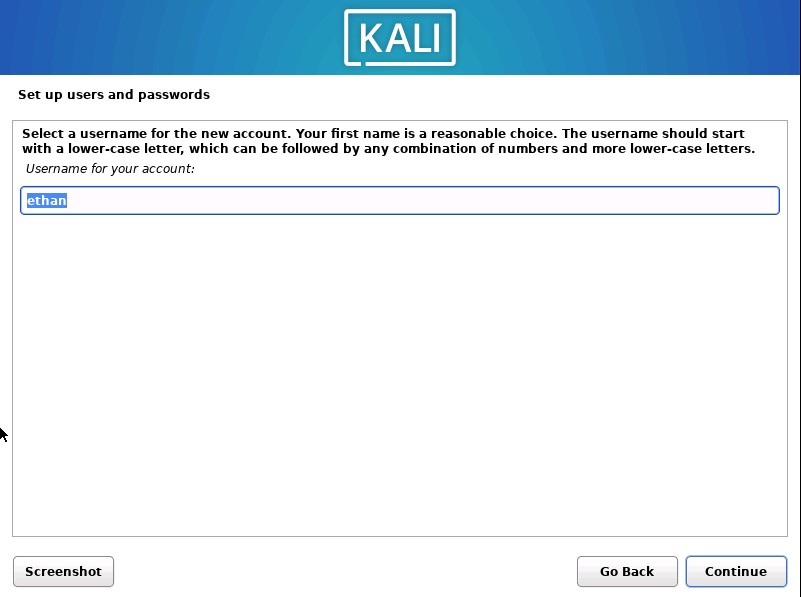 KALI
Set up users and passwords
Select a username for the new account. Your first name is a reasonable choice. The username should start
with a lower-case letter, which can be followed by any combination of numbers and more lower-case letters.
Username for your account:
ethan
Screenshot
Go Back
Continue